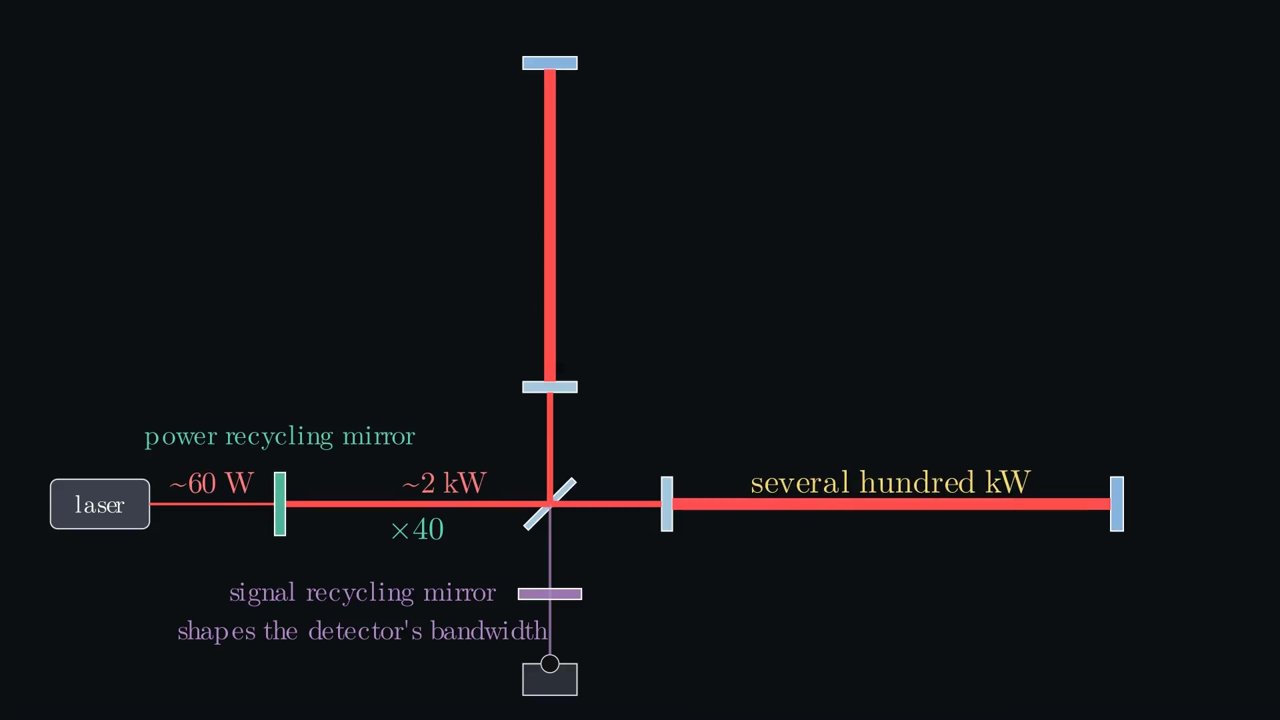 power recycling mirror
~60 W
~2 kW
several hundred kW
laser
×40
signal recycling mirror
shapes the detector's bandwidth